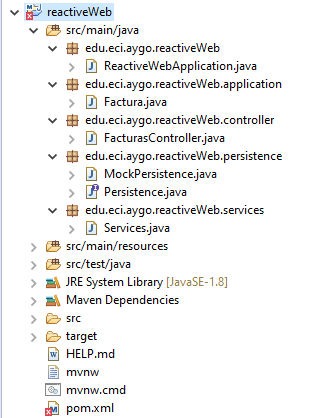 reactiveWeb
src/main/java
edu.eci.aygo.reactiveWeb
ReactiveWebApplication.java
edu.eci.aygo.reactiveWeb.application
Factura.java
edu.eci.aygo.reactiveWeb.controller
FacturasController.java
edu.eci.aygo.reactiveWeb.persistence
MockPersistence.java
Persistence.java
edu.eci.aygo.reactiveWeb.services
Services.java
src/main/resources
src/test/java
JRE System Library [JavaSE-1.8]
Maven Dependencies
src
target
HELP.md
mvnw
mvnw.cmd
pom.xml